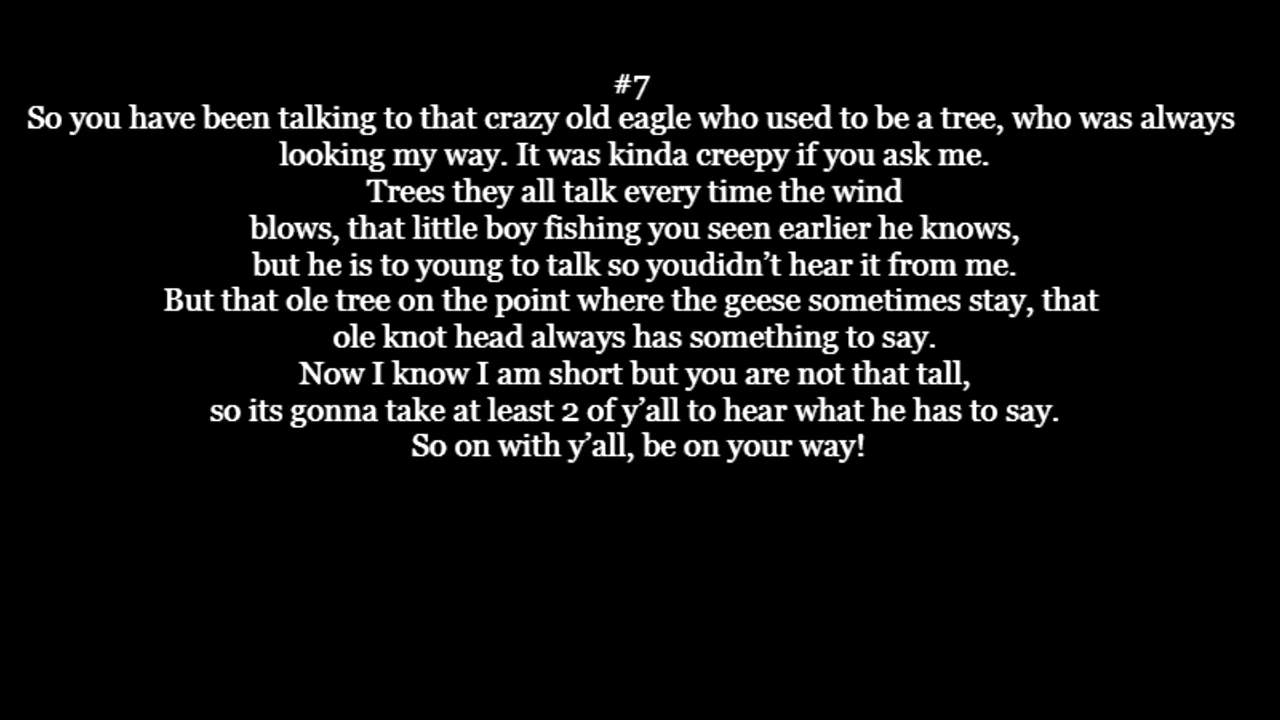 #7
So you have been talking to that crazy old eagle who used to be a tree, who was always
looking my way. It was kinda creepy if you ask me.
Trees they all talk every time the wind
blows, that little boy fishing you seen earlier he knows,
but he is to young to talk so youdidn’t hear it from me.
But that ole tree on the point where the geese sometimes stay, that
ole knot head always has something to say.
Now I know I am short but you are not that tall,
so its gonna take at least 2 of y’all to hear what he has to say.
So on with y’all, be on your way!